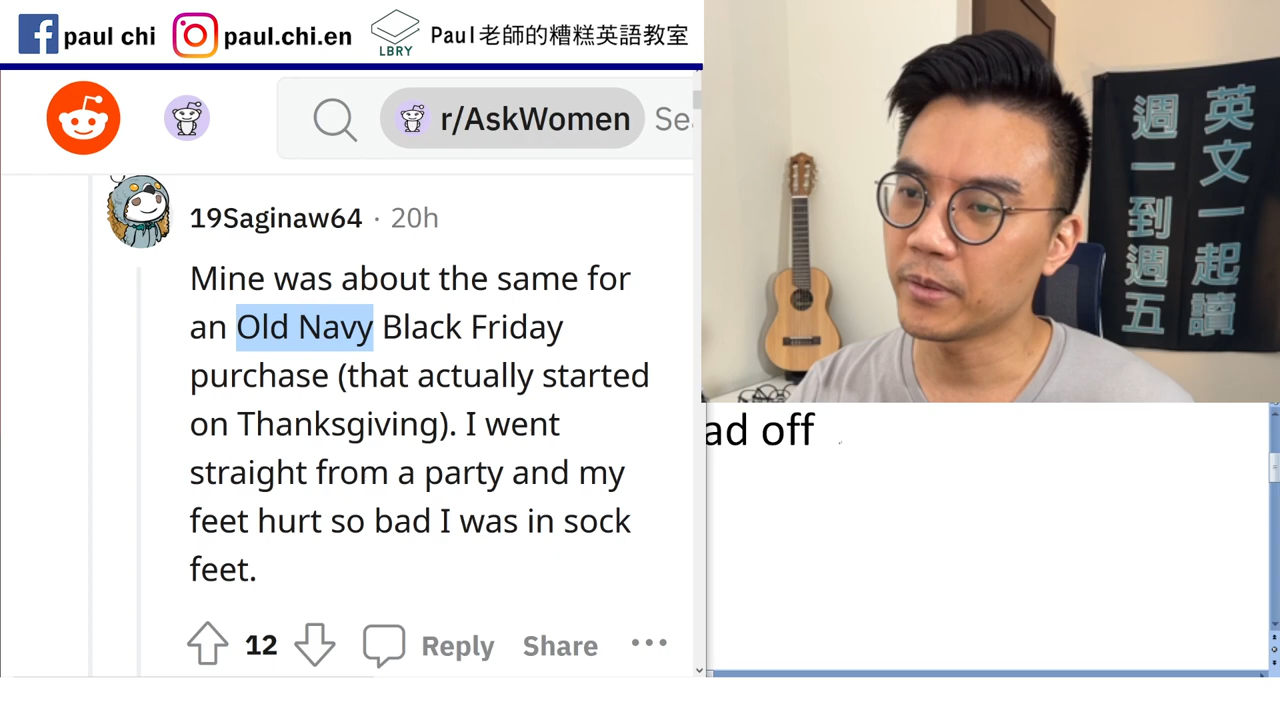 paul chi
paul.chi.en
LBRY
Paul老師的糟糕英語教室
r/AskWomen
Sea
19Saginaw64 · 20h
Mine was about the same for
an Old Navy Black Friday
purchase (that actually started
on Thanksgiving). I went
straight from a party and my
feet hurt so bad I was in sock
feet.
12
Reply
Share
ad off
英文一起讀
週一到週五